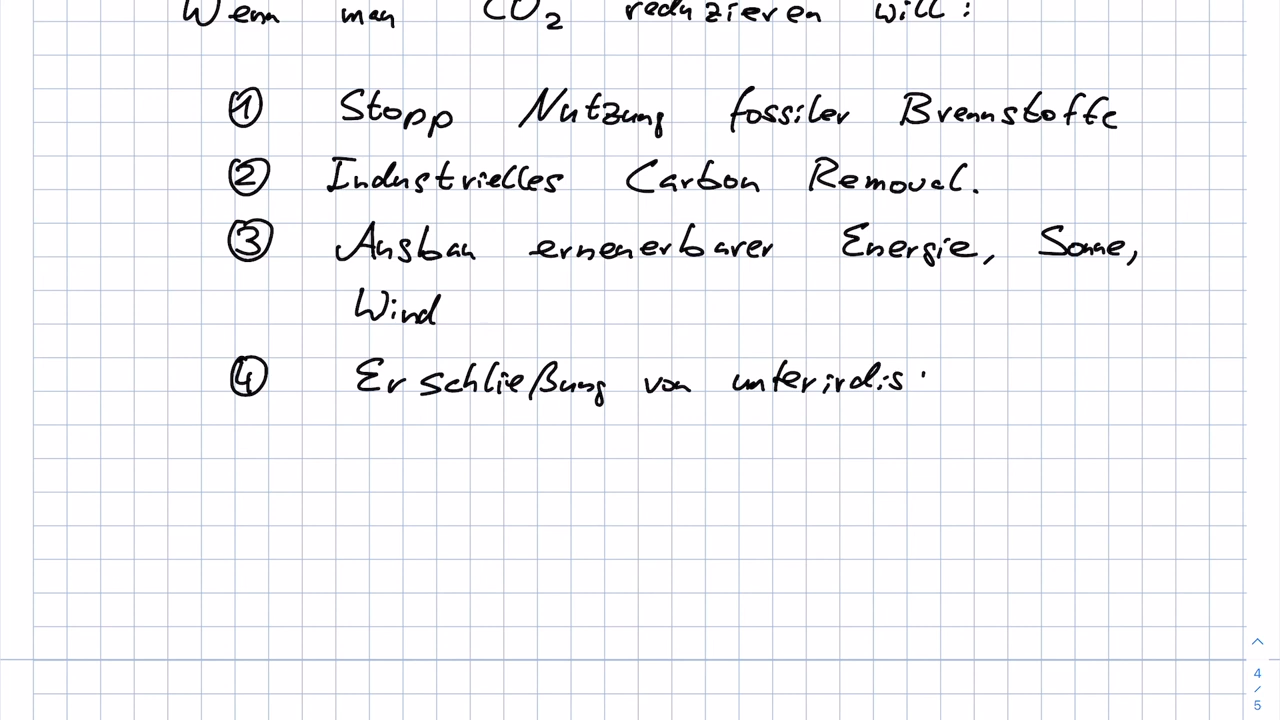 Wenn man CO₂ reduzieren will:
① Stopp Nutzung fossiler Brennstoffe
② Industrielles Carbon Removal.
③ Ausbau erneuerbarer Energie, Sonne,
Wind
④ Erschließung von unterirdis
4
/
5